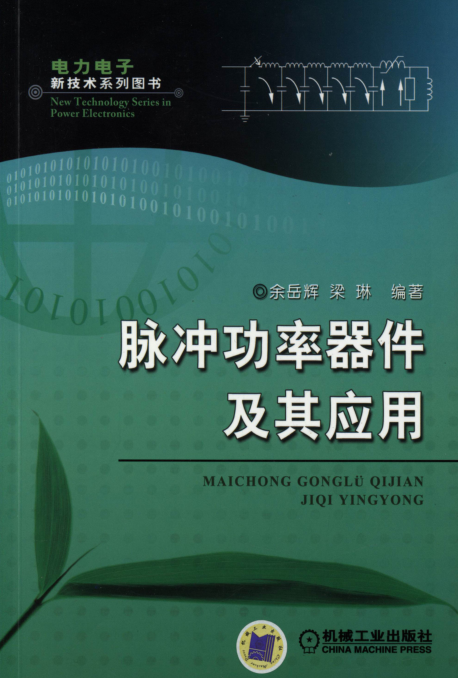 电力电子
新技术系列图书
New Technology Series in
Power Electronics
010101010101010100101010
01010101010101010010100100
◎余岳辉 梁琳 编著
脉冲功率器件
及其应用
MAICHONG GONGLÜ QIJIAN
JIQI YINGYONG
机械工业出版社
CHINA MACHINE PRESS